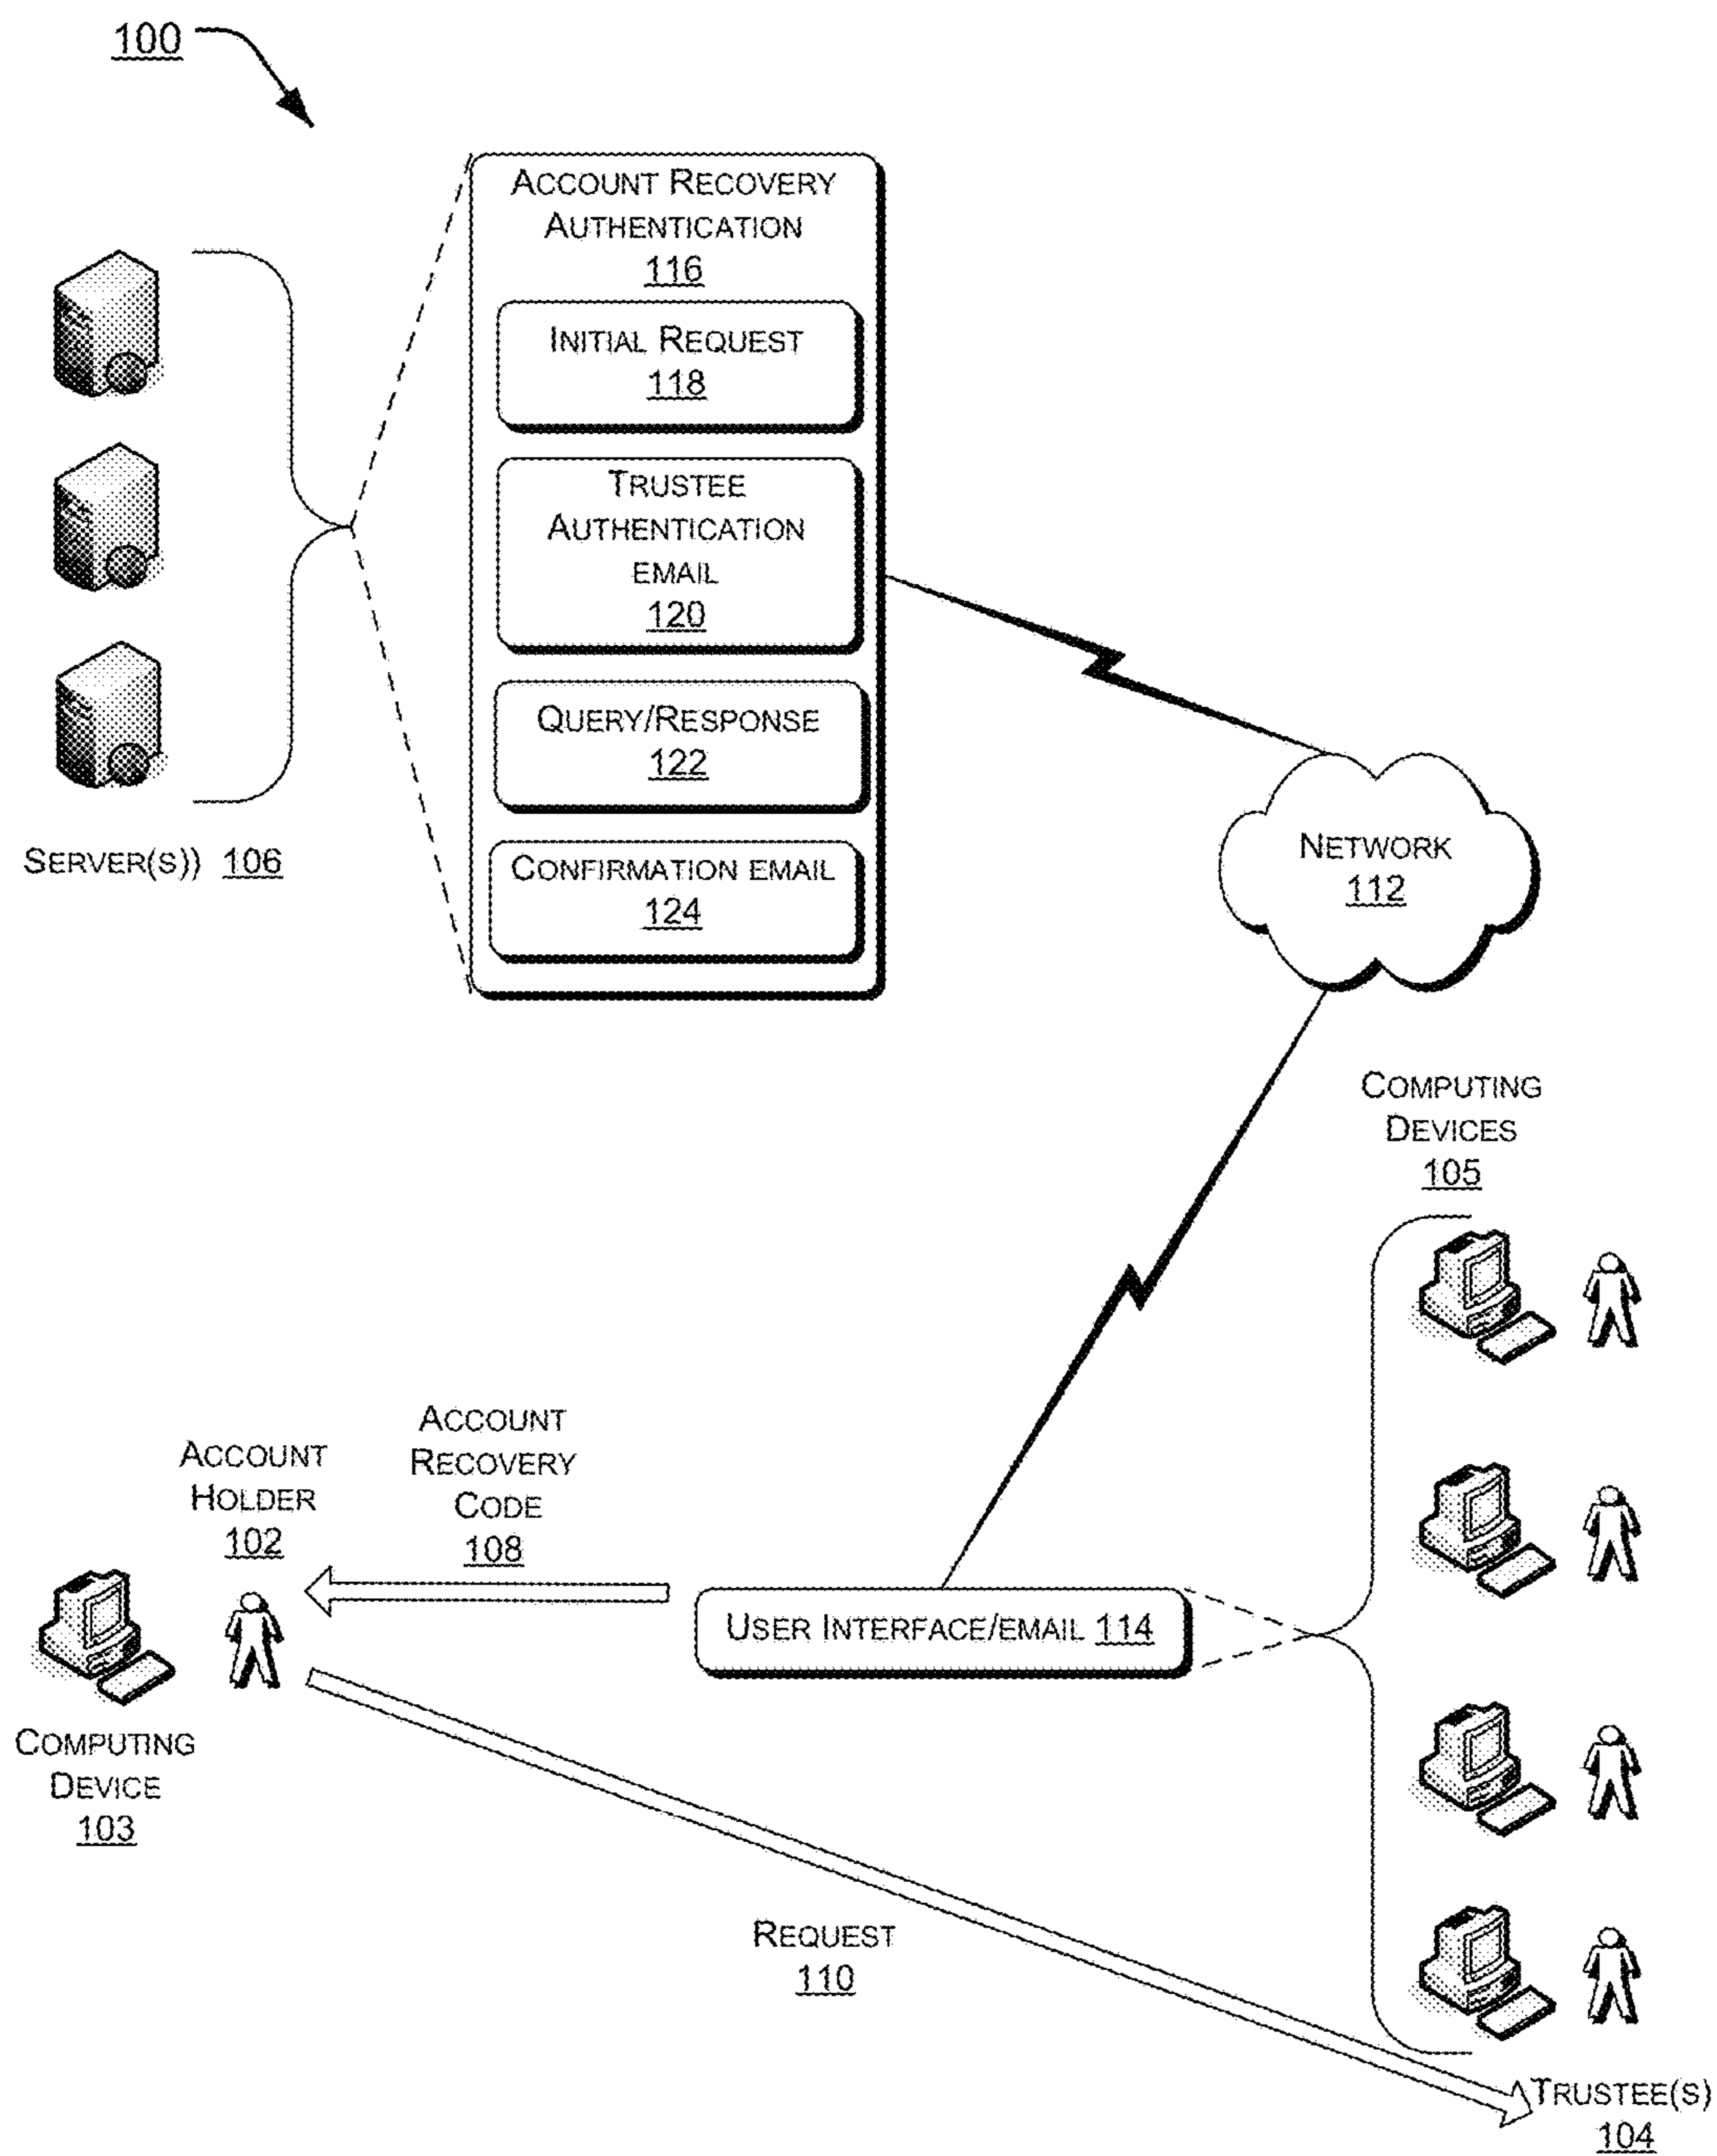 100
ACCOUNT RECOVERY
AUTHENTICATION
116
INITIAL REQUEST
118
TRUSTEE
AUTHENTICATION
EMAIL
120
QUERY/RESPONSE
122
CONFIRMATION EMAIL
124
SERVER(S)) 106
NETWORK
112
COMPUTING
DEVICES
105
ACCOUNT
RECOVERY
CODE
108
ACCOUNT
HOLDER
102
USER INTERFACE/EMAIL 114
COMPUTING
DEVICE
103
REQUEST
110
TRUSTEE(S)
104